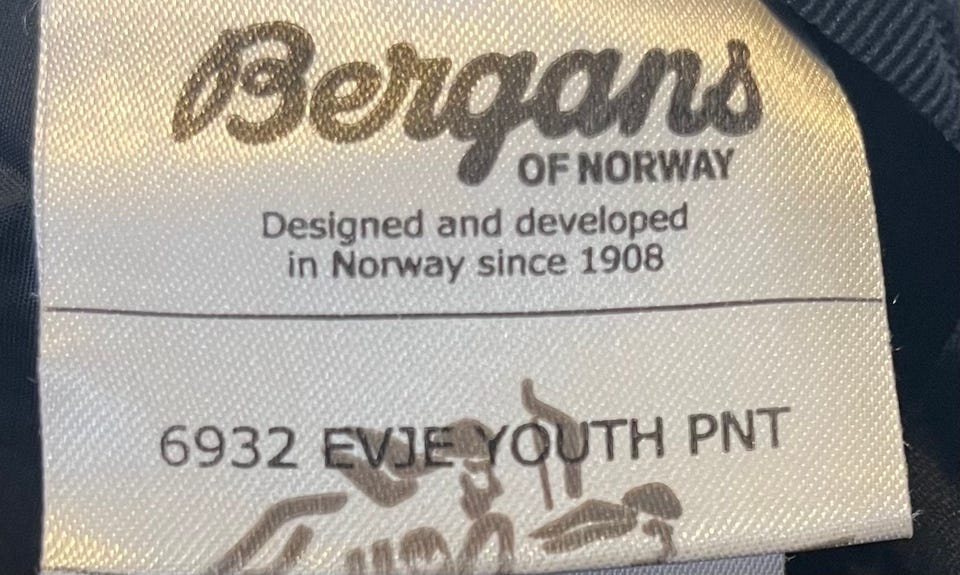 Bergans
OF NORWAY
Designed and developed
in Norway since 1908
6932 EVJE YOUTH PNT